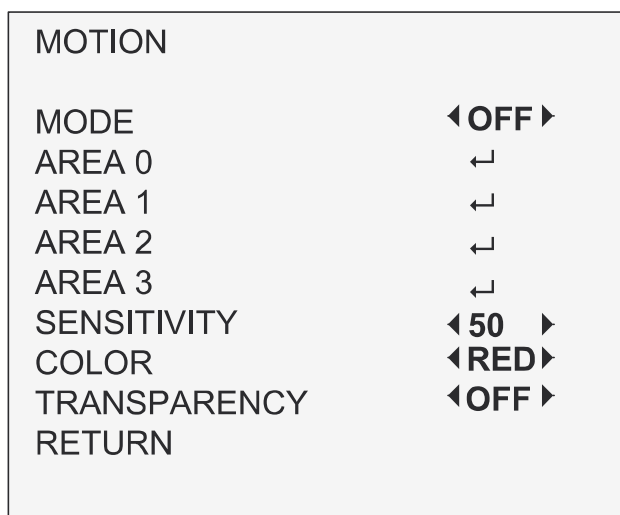 MOTION
MODE ◀OFF▶
AREA 0 ↵
AREA 1 ↵
AREA 2 ↵
AREA 3 ↵
SENSITIVITY ◀50 ▶
COLOR ◀RED▶
TRANSPARENCY ◀OFF▶
RETURN